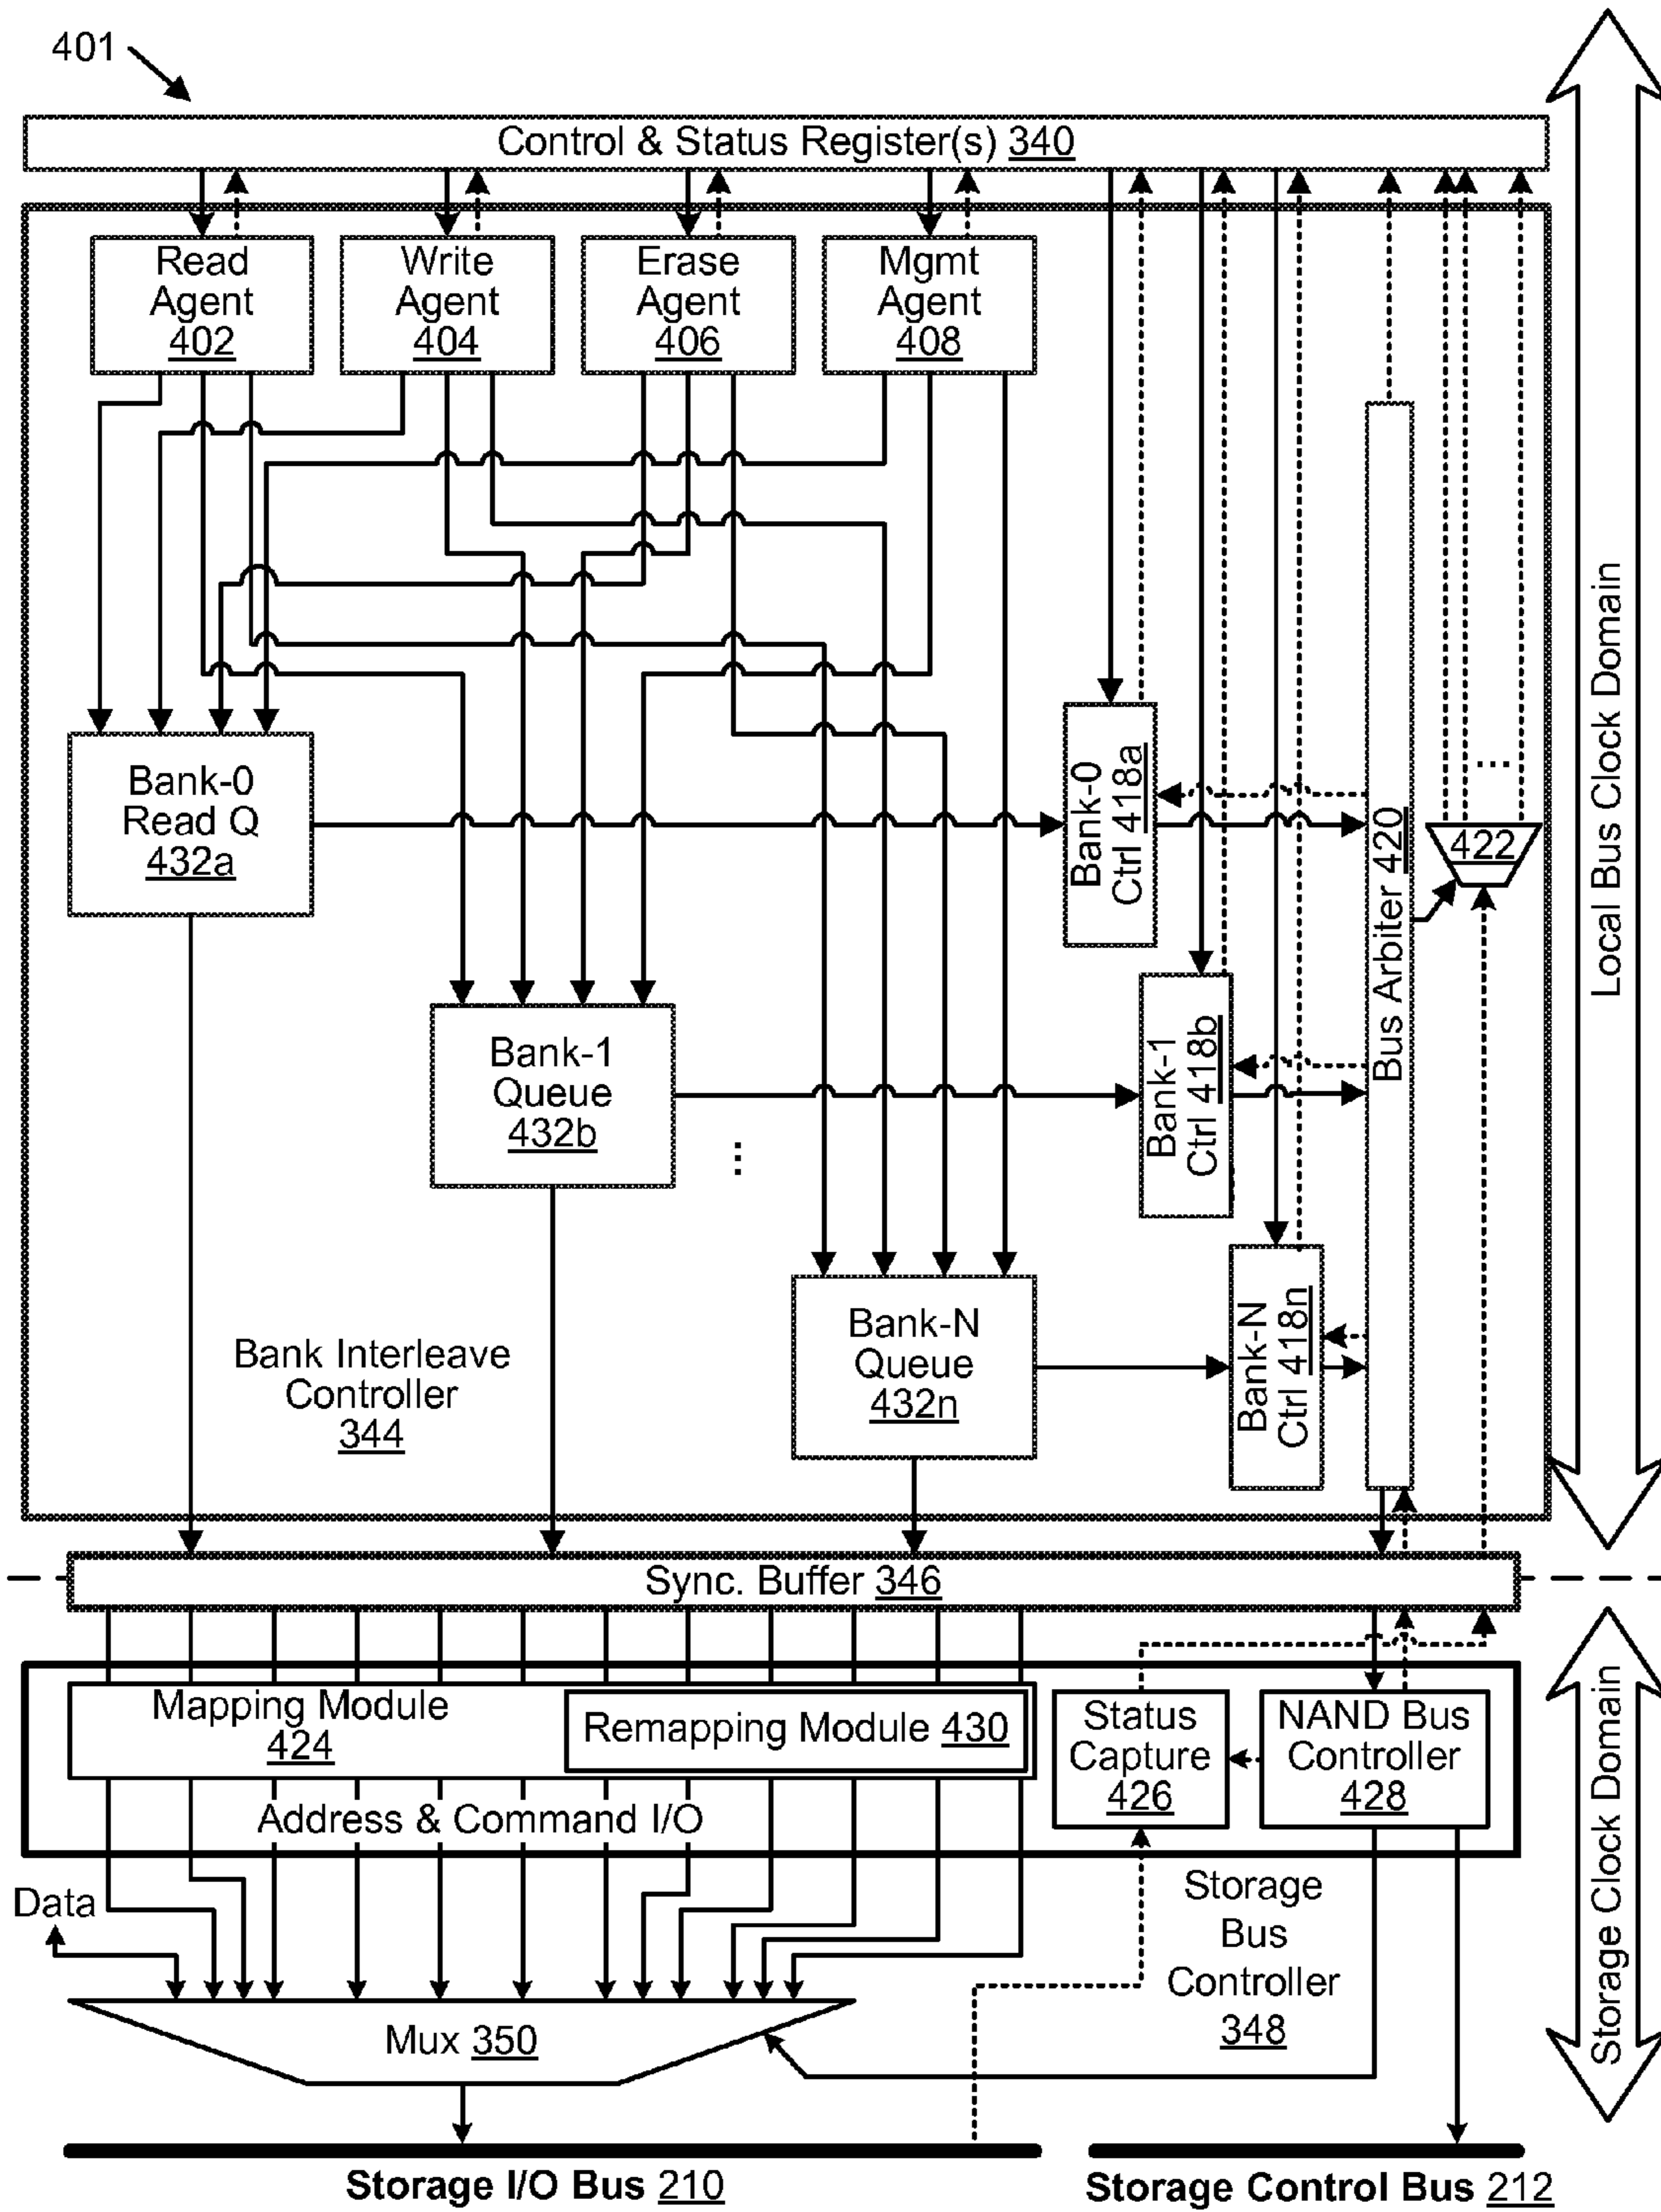 401
Control & Status Register(s) 340
Read
Agent
402
Write
Agent
404
Erase
Agent
406
Mgmt
Agent
408
Local Bus Clock Domain
Bank-0
Read Q
432a
Bank-0
Ctrl 418a
Bus Arbiter 420
...
422
Bank-1
Queue
432b
...
Bank-1
Ctrl 418b
Bank-N
Queue
432n
Bank-N
Ctrl 418n
Bank Interleave
Controller
344
Sync. Buffer 346
Mapping Module
424
Remapping Module 430
Status
Capture
426
NAND Bus
Controller
428
Address & Command I/O
Storage Clock Domain
Data
Storage
Bus
Controller
348
Mux 350
Storage I/O Bus 210
Storage Control Bus 212